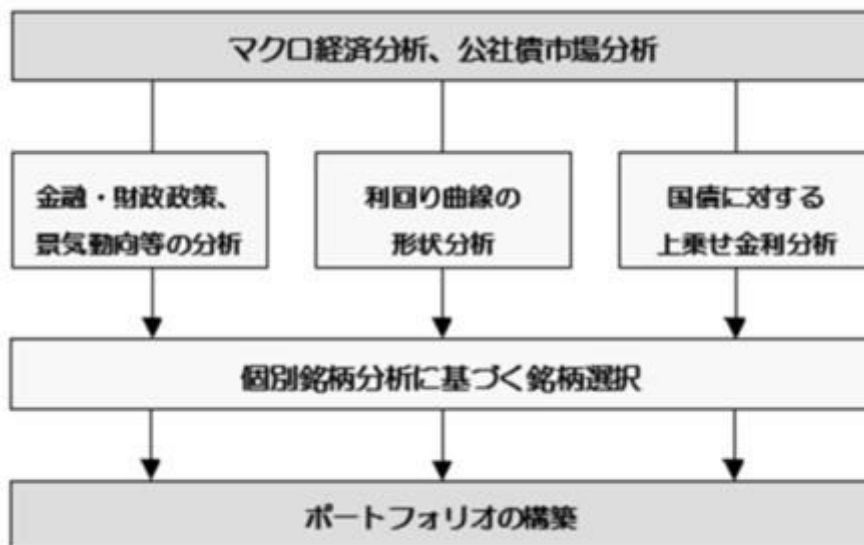 マクロ経済分析、公社債市場分析
金融・財政政策、
景気動向等の分析
利回り曲線の
形状分析
国債に対する
上乗せ金利分析
個別銘柄分析に基づく銘柄選択
ポートフォリオの構築